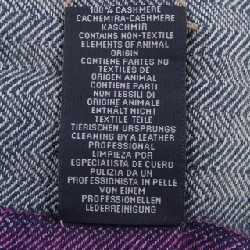 100 % CASHMERE
CACHEMIRA-CASHMERE
KASCHMIR
CONTAINS NON-TEXTILE
ELEMENTS OF ANIMAL
ORIGIN
CONTIENE PARTES NO
TEXTILES DE
ORIGEN ANIMAL
CONTIENE PARTI
NON TESSILI DI
ORIGINE ANIMALE
ENTHÄLT NICHT
TEXTILE TEILE
TIERISCHEN URSPRUNGS
CLEANING BY A LEATHER
PROFESSIONAL
LIMPIEZA POR
ESPECIALISTA DE CUERO
PULIZIA DA UN
PROFESSIONISTA IN PELLE
VON EINEM
PROFESSIONELLEN
LEDERREINIGUNG